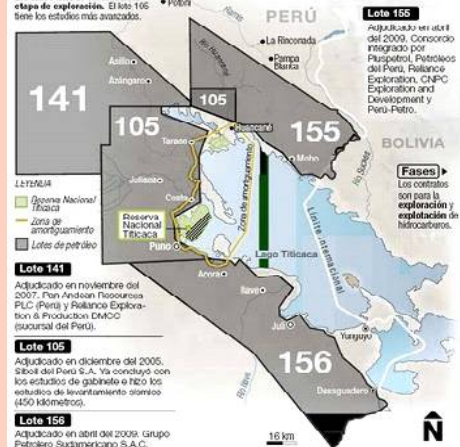 etapa de exploración. El lote 105
tiene los estudios más avanzados.
Potoni
PERÚ
La Rinconada
Pampa
Blanca
Asillo
Azángaro
141
105
105
155
Huancané
Taraco
Moho
Río Suches
BOLIVIA
Juliaca
Coata
LEYENDA
Reserva Nacional
Titicaca
Zona de
amortiguamiento
Lotes de petróleo
Reserva
Nacional
Titicaca
Puno
Zona de amortiguamiento
Lago Titicaca
Límite internacional
Acora
Ilave
Juli
Yunguyo
156
Desaguadero
16 km
N
Lote 155
Adjudicado en abril
del 2009. Consorcio
integrado por
Pluspetrol, Petróleos
del Perú, Reliance
Exploration, CNPC
Exploration and
Development y
Perú-Petro.
Fases
Los contratos
son para la
exploración y
explotación de
hidrocarburos.
Lote 141
Adjudicado en noviembre del
2007. Pan Andean Resources
PLC (Perú) y Reliance Explora-
tion & Production DMCC
(sucursal del Perú).
Lote 105
Adjudicado en diciembre del 2005.
Siboil del Perú S.A. Ya concluyó con
los estudios de gabinete e hizo los
estudios de levantamiento sísmico
(450 kilómetros).
Lote 156
Adjudicado en abril del 2009. Grupo
Petrolero Sudamericano S.A.C.